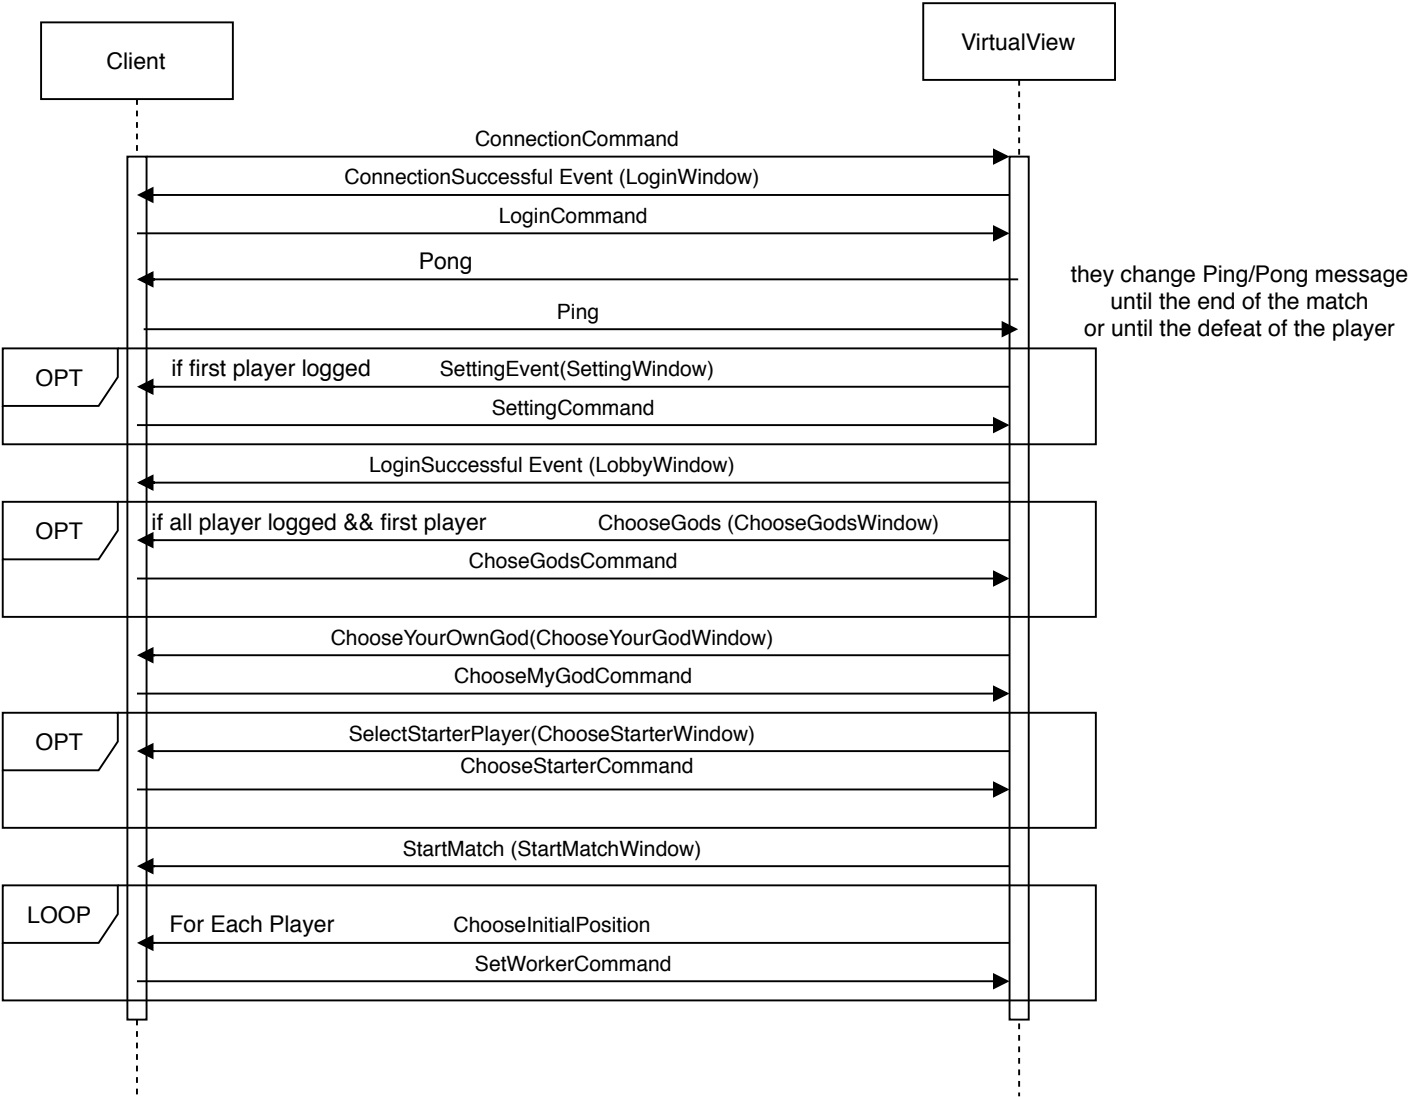 Client
VirtualView
ConnectionCommand
ConnectionSuccessful Event (LoginWindow)
LoginCommand
Pong
they change Ping/Pong message
until the end of the match
or until the defeat of the player
Ping
OPT
if first player logged
SettingEvent(SettingWindow)
SettingCommand
LoginSuccessful Event (LobbyWindow)
OPT
if all player logged && first player
ChooseGods (ChooseGodsWindow)
ChoseGodsCommand
ChooseYourOwnGod(ChooseYourGodWindow)
ChooseMyGodCommand
OPT
SelectStarterPlayer(ChooseStarterWindow)
ChooseStarterCommand
StartMatch (StartMatchWindow)
LOOP
For Each Player
ChooseInitialPosition
SetWorkerCommand